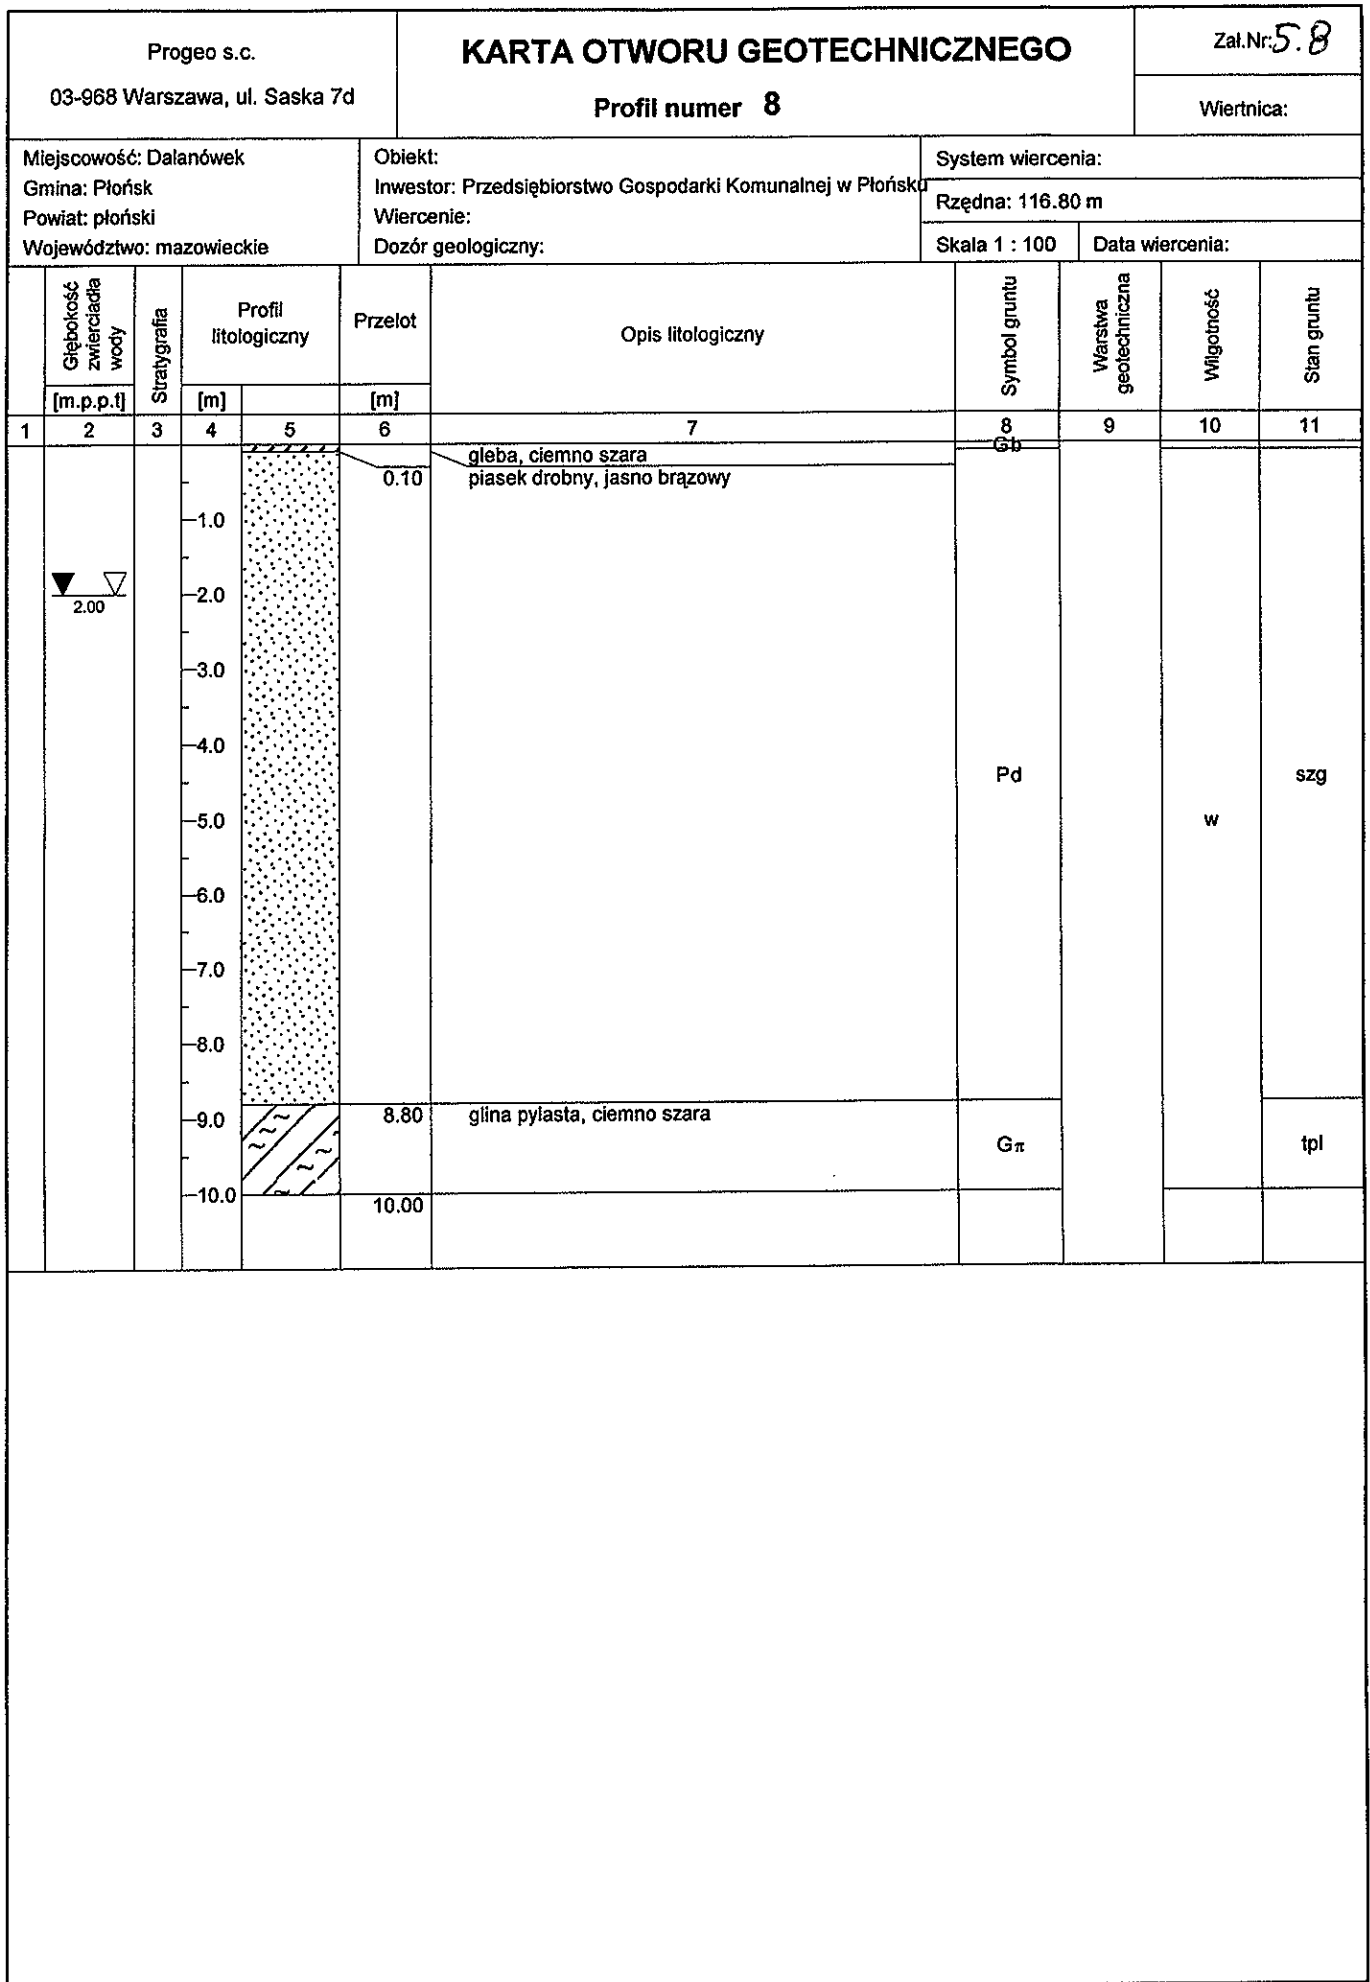 Progeo s.c.
03-968 Warszawa, ul. Saska 7d
KARTA OTWORU GEOTECHNICZNEGO
Profil numer 8
Zał.Nr: 5.8
Wiertnica:
Miejscowość: Dalanówek
Gmina: Płońsk
Powiat: płoński
Województwo: mazowieckie
Obiekt:
Inwestor: Przedsiębiorstwo Gospodarki Komunalnej w Płońsku
Wiercenie:
Dozór geologiczny:
System wiercenia:
Rzędna: 116.80 m
Skala 1 : 100
Data wiercenia:
Głębokość
zwierciadła
wody
[m.p.p.t]
Stratygrafia
Profil
litologiczny
[m]
Przelot
[m]
Opis litologiczny
Symbol gruntu
Warstwa
geotechniczna
Wilgotność
Stan gruntu
1 2 3 4 5 6 7 8 9 10 11
gleba, ciemno szara
Gb
0.10 piasek drobny, jasno brązowy
1.0
2.0
2.00
3.0
4.0
Pd
szg
5.0
w
6.0
7.0
8.0
8.80 glina pylasta, ciemno szara
9.0
Gπ
tpl
10.0
10.00